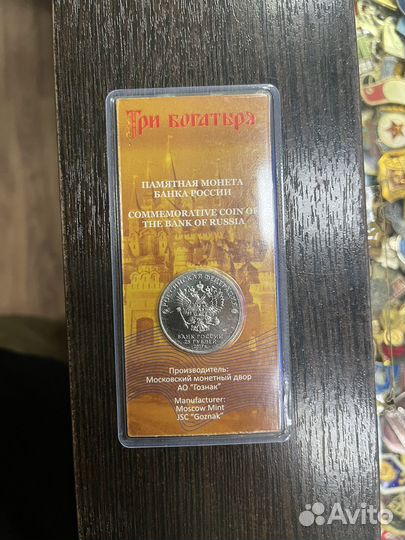 Три богатыря
ПАМЯТНАЯ МОНЕТА
БАНКА РОССИИ
COMMEMORATIVE COIN OF
THE BANK OF RUSSIA
РОССИЙСКАЯ ФЕДЕРАЦИЯ
БАНК РОССИИ
25 РУБЛЕЙ
Производитель:
Московский монетный двор
АО "Гознак"
Manufacturer:
Moscow Mint
JSC "Goznak"
Avito